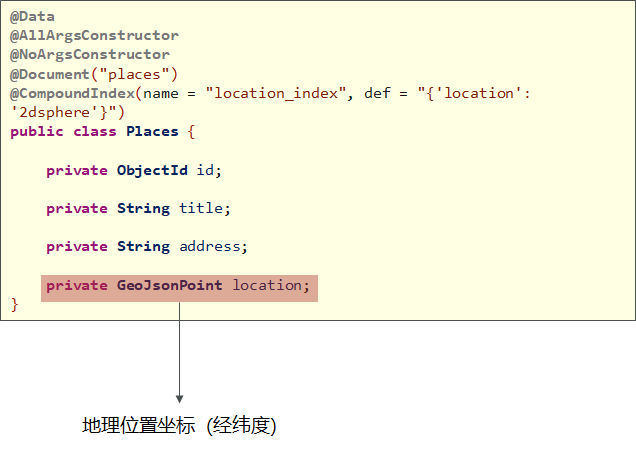 @Data
@AllArgsConstructor
@NoArgsConstructor
@Document("places")
@CompoundIndex(name = "location_index", def = "{'location':
'2dsphere'}")
public class Places {
private ObjectId id;
private String title;
private String address;
private GeoJsonPoint location;
}
地理位置坐标（经纬度）